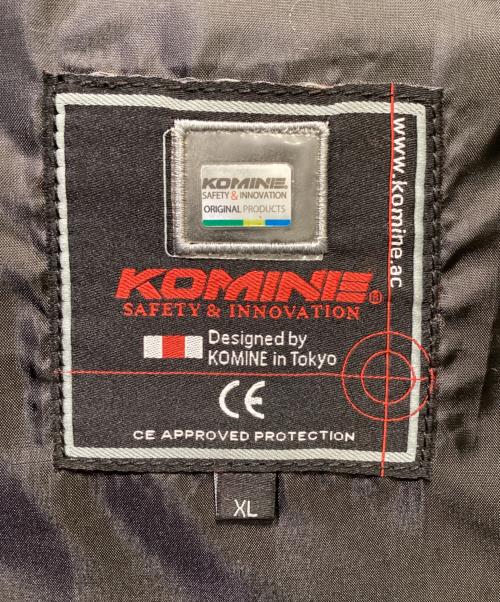 KOMINE
SAFETY & INNOVATION
ORIGINAL PRODUCTS
www.komine.ac
KOMINE®
SAFETY & INNOVATION
Designed by
KOMINE in Tokyo
CE
CE APPROVED PROTECTION
XL